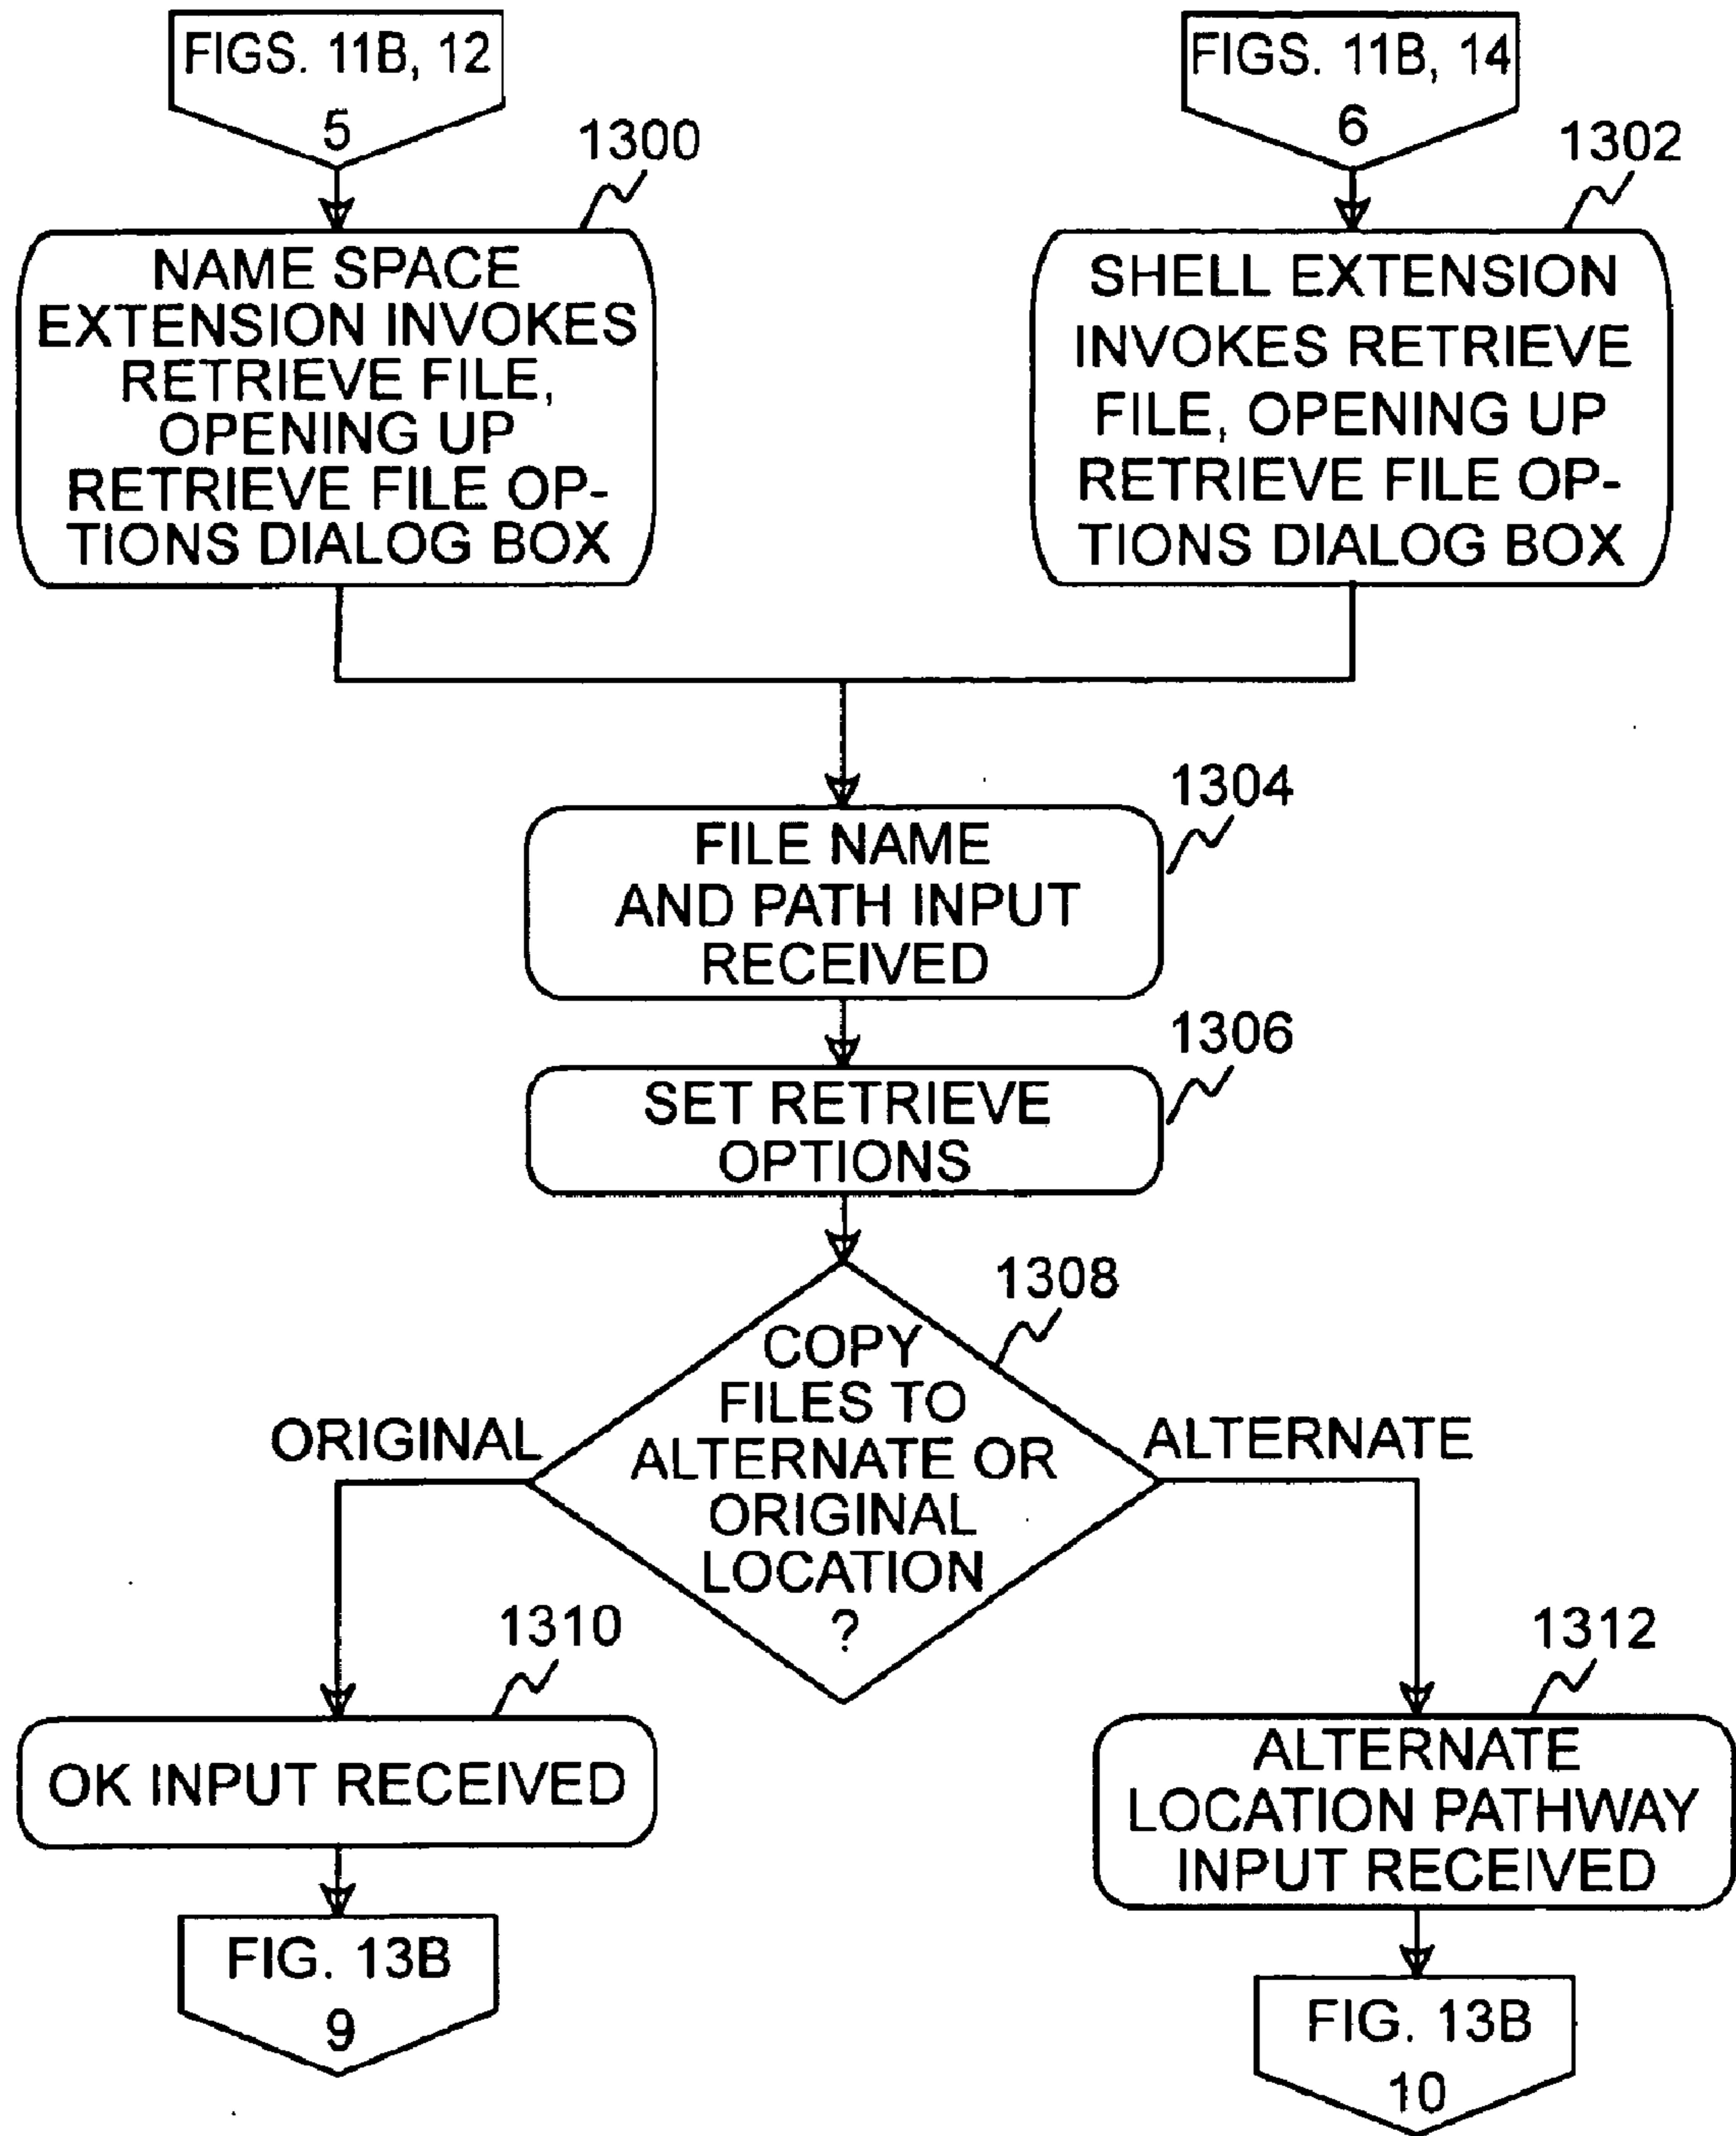 FIGS. 11B, 12
5
FIGS. 11B, 14
6
1300
NAME SPACE
EXTENSION INVOKES
RETRIEVE FILE,
OPENING UP
RETRIEVE FILE OP-
TIONS DIALOG BOX
1302
SHELL EXTENSION
INVOKES RETRIEVE
FILE, OPENING UP
RETRIEVE FILE OP-
TIONS DIALOG BOX
1304
FILE NAME
AND PATH INPUT
RECEIVED
1306
SET RETRIEVE
OPTIONS
1308
COPY
FILES TO
ALTERNATE OR
ORIGINAL
LOCATION
?
ORIGINAL
ALTERNATE
1310
OK INPUT RECEIVED
1312
ALTERNATE
LOCATION PATHWAY
INPUT RECEIVED
FIG. 13B
9
FIG. 13B
10